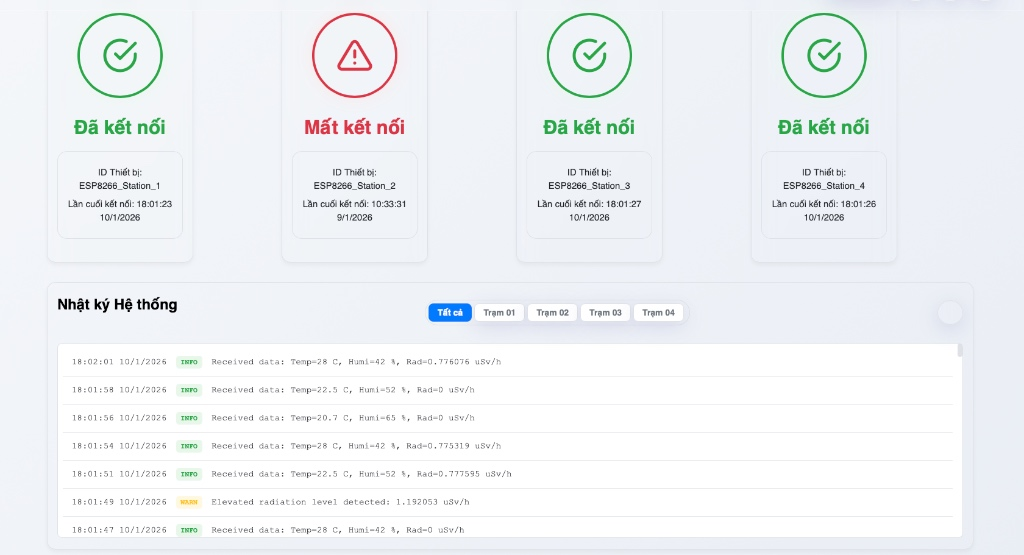 Đã kết nối
ID Thiết bị:
ESP8266_Station_1
Lần cuối kết nối: 18:01:23
10/1/2026
Mất kết nối
ID Thiết bị:
ESP8266_Station_2
Lần cuối kết nối: 10:33:31
9/1/2026
Đã kết nối
ID Thiết bị:
ESP8266_Station_3
Lần cuối kết nối: 18:01:27
10/1/2026
Đã kết nối
ID Thiết bị:
ESP8266_Station_4
Lần cuối kết nối: 18:01:26
10/1/2026
Nhật ký Hệ thống
Tất cả Trạm 01 Trạm 02 Trạm 03 Trạm 04
18:02:01 10/1/2026 INFO Received data: Temp=28 C, Humi=42 %, Rad=0.776076 uSv/h
18:01:58 10/1/2026 INFO Received data: Temp=22.5 C, Humi=52 %, Rad=0 uSv/h
18:01:56 10/1/2026 INFO Received data: Temp=20.7 C, Humi=65 %, Rad=0 uSv/h
18:01:54 10/1/2026 INFO Received data: Temp=28 C, Humi=42 %, Rad=0.775319 uSv/h
18:01:51 10/1/2026 INFO Received data: Temp=22.5 C, Humi=52 %, Rad=0.777595 uSv/h
18:01:49 10/1/2026 WARN Elevated radiation level detected: 1.192053 uSv/h
18:01:47 10/1/2026 INFO Received data: Temp=28 C, Humi=42 %, Rad=0 uSv/h